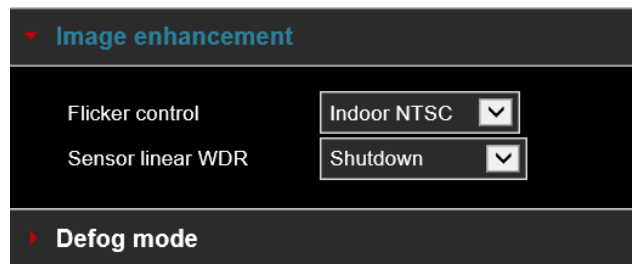 Image enhancement
Flicker control Indoor NTSC
Sensor linear WDR Shutdown
Defog mode